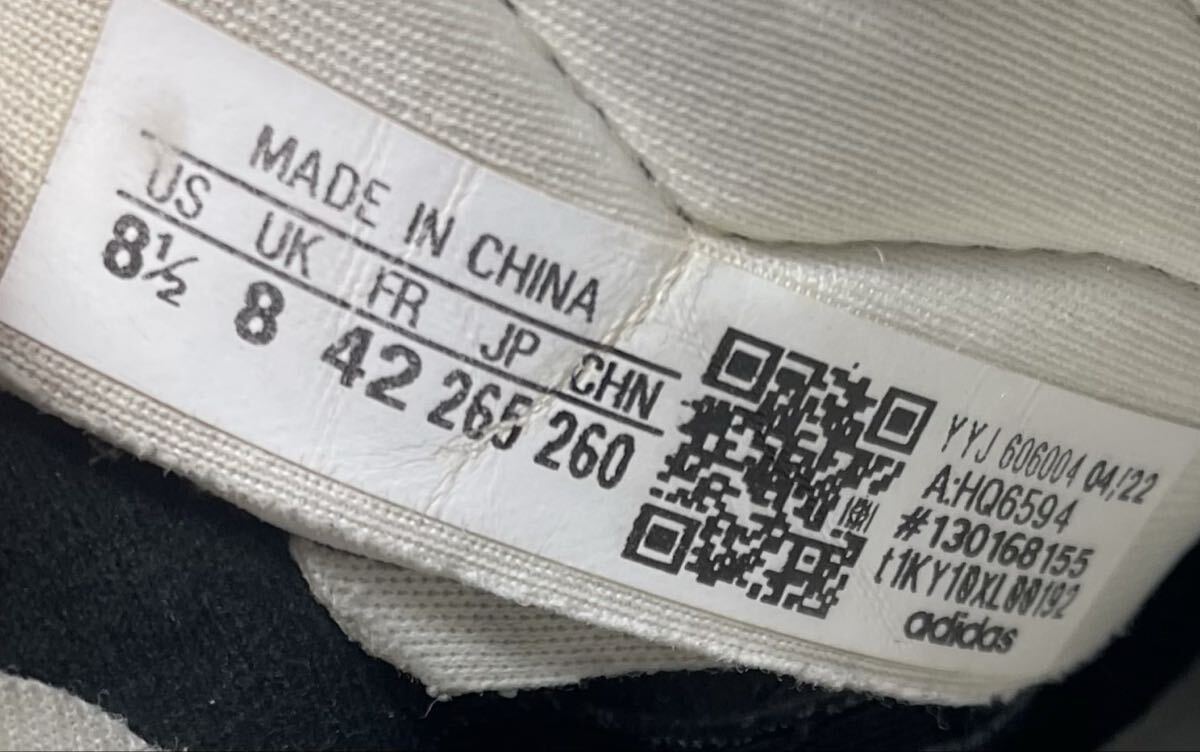 MADE IN CHINA
US UK FR JP CHN
8½ 8 42 265 260
YYJ 606004 04/22
A:HQ6594
#130168155
t1KY10XL00192
adidas